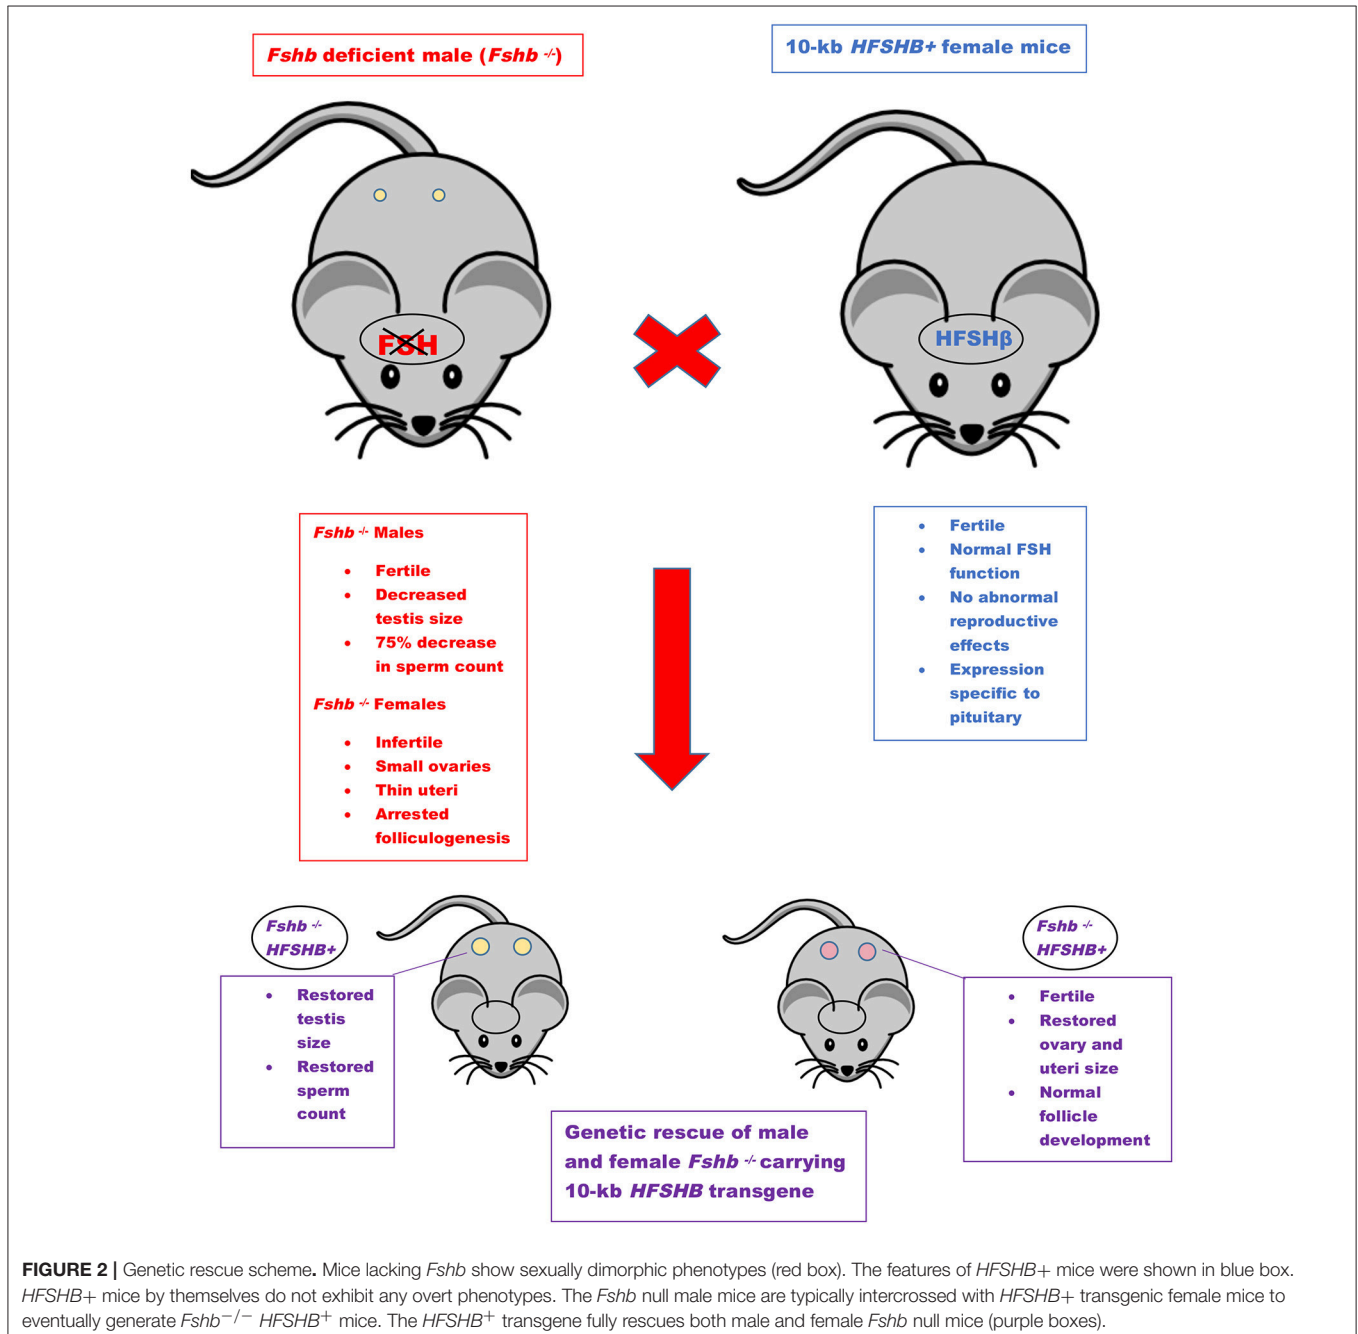 Fshb deficient male (Fshb -/-)
10-kb HFSHB+ female mice
FSH
HFSHβ
Fshb -/- Males
• Fertile
• Decreased
testis size
• 75% decrease
in sperm count
Fshb -/- Females
• Infertile
• Small ovaries
• Thin uteri
• Arrested
folliculogenesis
• Fertile
• Normal FSH
function
• No abnormal
reproductive
effects
• Expression
specific to
pituitary
Fshb -/-
HFSHB+
• Restored
testis
size
• Restored
sperm
count
Fshb -/-
HFSHB+
• Fertile
• Restored
ovary and
uteri size
• Normal
follicle
development
Genetic rescue of male
and female Fshb -/- carrying
10-kb HFSHB transgene
FIGURE 2 | Genetic rescue scheme. Mice lacking Fshb show sexually dimorphic phenotypes (red box). The features of HFSHB+ mice were shown in blue box.
HFSHB+ mice by themselves do not exhibit any overt phenotypes. The Fshb null male mice are typically intercrossed with HFSHB+ transgenic female mice to
eventually generate Fshb−/− HFSHB+ mice. The HFSHB+ transgene fully rescues both male and female Fshb null mice (purple boxes).